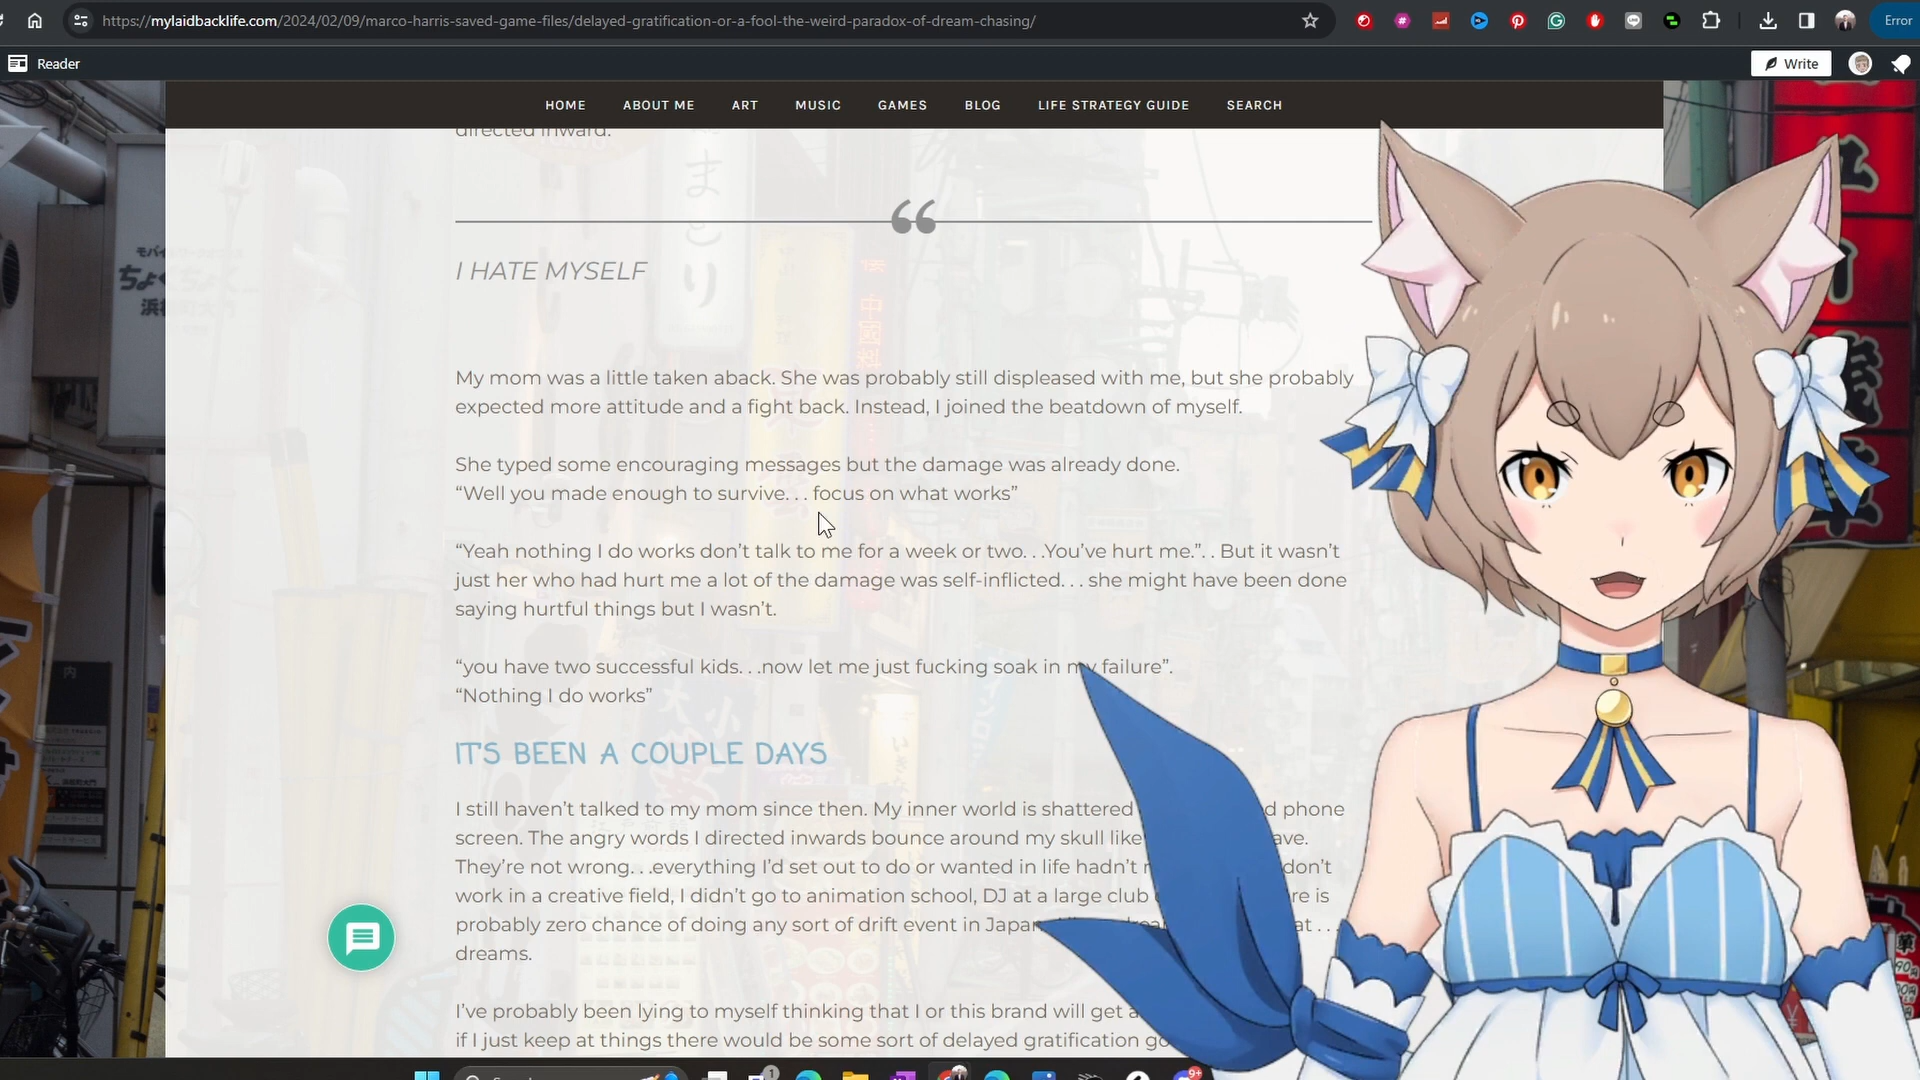 https://mylaidbacklife.com/2024/02/09/marco-harris-saved-game-files/delayed-gratification-or-a-fool-the-weird-paradox-of-dream-chasing/
Error
Reader
Write
HOME ABOUT ME ART MUSIC GAMES BLOG LIFE STRATEGY GUIDE SEARCH
directed inward.
“
I HATE MYSELF
My mom was a little taken aback. She was probably still displeased with me, but she probably
expected more attitude and a fight back. Instead, I joined the beatdown of myself.
She typed some encouraging messages but the damage was already done.
“Well you made enough to survive. . . focus on what works”
“Yeah nothing I do works don’t talk to me for a week or two. . .You’ve hurt me.”. . But it wasn’t
just her who had hurt me a lot of the damage was self-inflicted. . . she might have been done
saying hurtful things but I wasn’t.
“you have two successful kids. . .now let me just fucking soak in my failure”.
“Nothing I do works”
IT’S BEEN A COUPLE DAYS
I still haven’t talked to my mom since then. My inner world is shattered d phone
screen. The angry words I directed inwards bounce around my skull like ave.
They’re not wrong. . .everything I’d set out to do or wanted in life hadn’t don’t
work in a creative field, I didn’t go to animation school, DJ at a large club re is
probably zero chance of doing any sort of drift event in Japan at . . .
dreams.
I’ve probably been lying to myself thinking that I or this brand will get a
if I just keep at things there would be some sort of delayed gratification go
1
9+